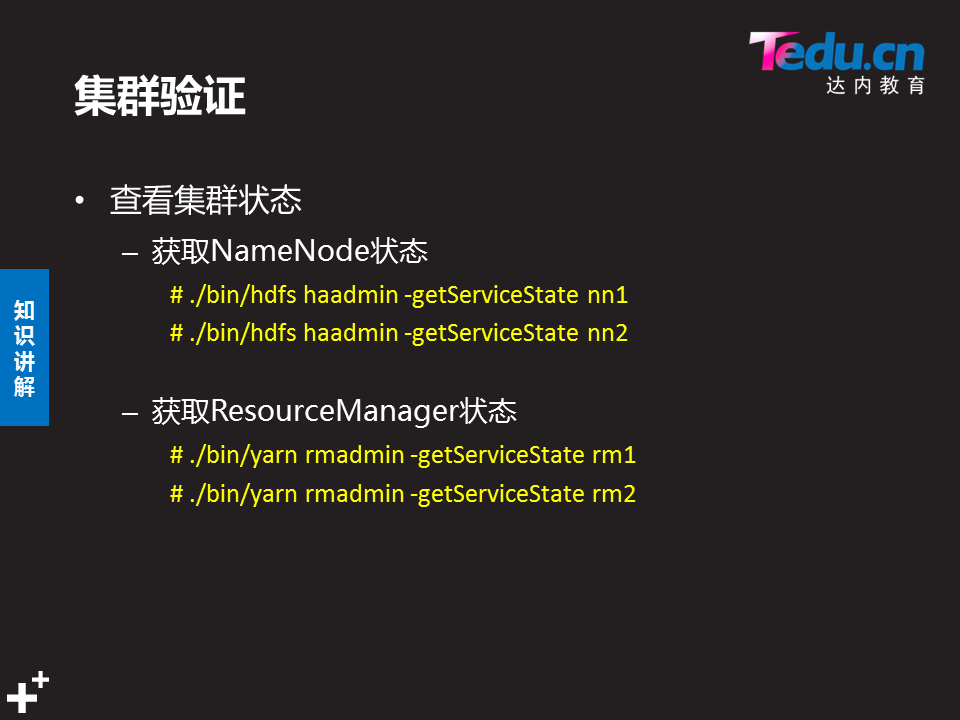 Tedu.cn
达内教育
集群验证
• 查看集群状态
– 获取NameNode状态
# ./bin/hdfs haadmin -getServiceState nn1
# ./bin/hdfs haadmin -getServiceState nn2
– 获取ResourceManager状态
# ./bin/yarn rmadmin -getServiceState rm1
# ./bin/yarn rmadmin -getServiceState rm2
知
识
讲
解